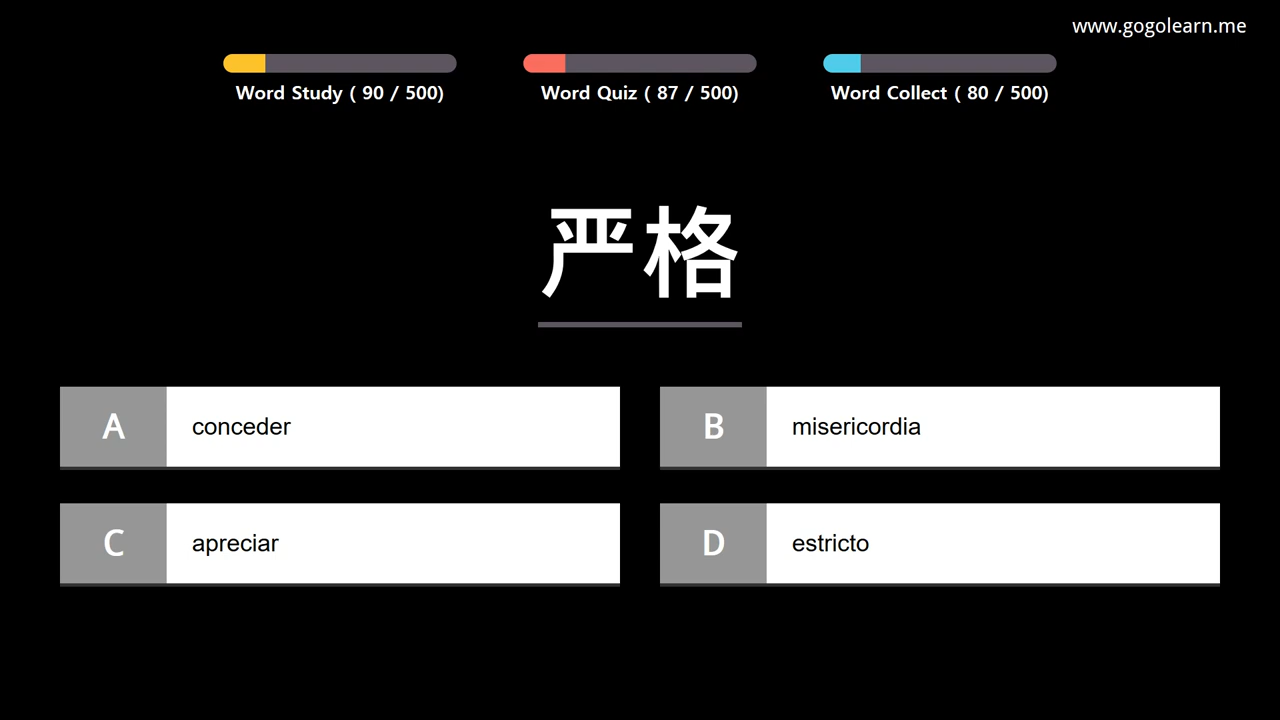 www.gogolearn.me
Word Study ( 90 / 500)
Word Quiz ( 87 / 500)
Word Collect ( 80 / 500)
严格
A conceder
B misericordia
C apreciar
D estricto